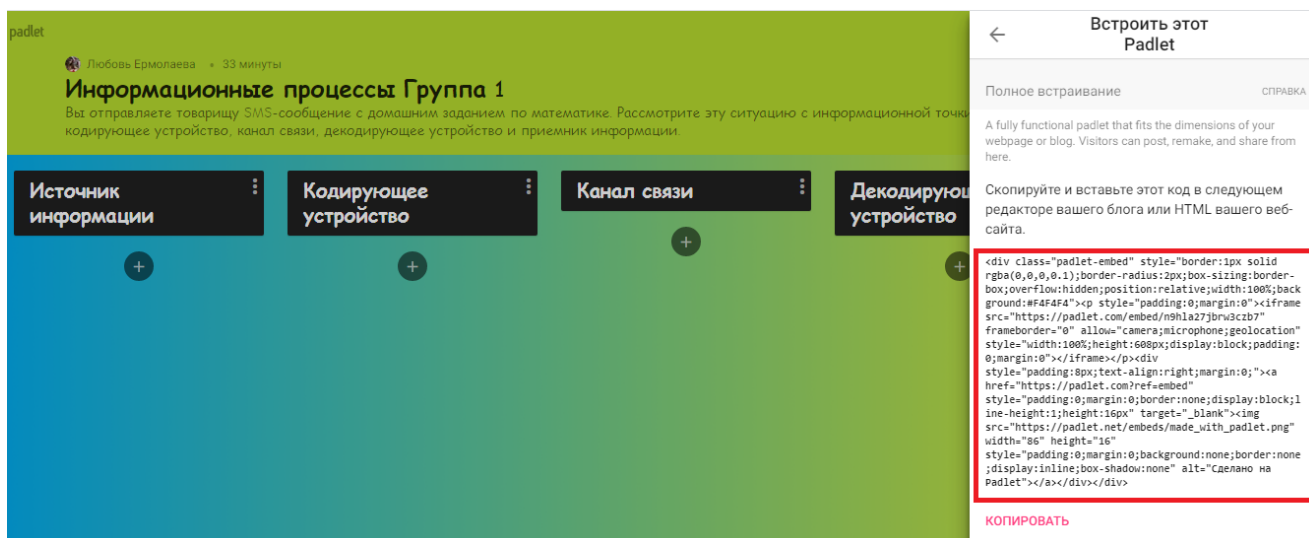 padlet
Любовь Ермолаева • 33 минуты
Информационные процессы Группа 1
Вы отправляете товарищу SMS-сообщение с домашним заданием по математике. Рассмотрите эту ситуацию с информационной точки
кодирующее устройство, канал связи, декодирующее устройство и приемник информации.
Источник
информации
Кодирующее
устройство
Канал связи
Декодирующ
устройство
Встроить этот
Padlet
Полное встраивание
СПРАВКА
A fully functional padlet that fits the dimensions of your
webpage or blog. Visitors can post, remake, and share from
here.
Скопируйте и вставьте этот код в следующем
редакторе вашего блога или HTML вашего веб-
сайта.
<div class="padlet-embed" style="border:1px solid
rgba(0,0,0,0.1);border-radius:2px;box-sizing:border-
box;overflow:hidden;position:relative;width:100%;back
ground:#F4F4F4"><p style="padding:0;margin:0"><iframe
src="https://padlet.com/embed/n9hla27jbrw3czb7"
frameborder="0" allow="camera;microphone;geolocation"
style="width:100%;height:608px;display:block;padding:
0;margin:0"></iframe></p><div
style="padding:8px;text-align:right;margin:0;"><a
href="https://padlet.com?ref=embed"
style="padding:0;margin:0;border:none;display:block;l
ine-height:1;height:16px" target="_blank"><img
src="https://padlet.net/embeds/made_with_padlet.png"
width="86" height="16"
style="padding:0;margin:0;background:none;border:none
;display:inline;box-shadow:none" alt="Сделано на
Padlet"></a></div></div>
КОПИРОВАТЬ